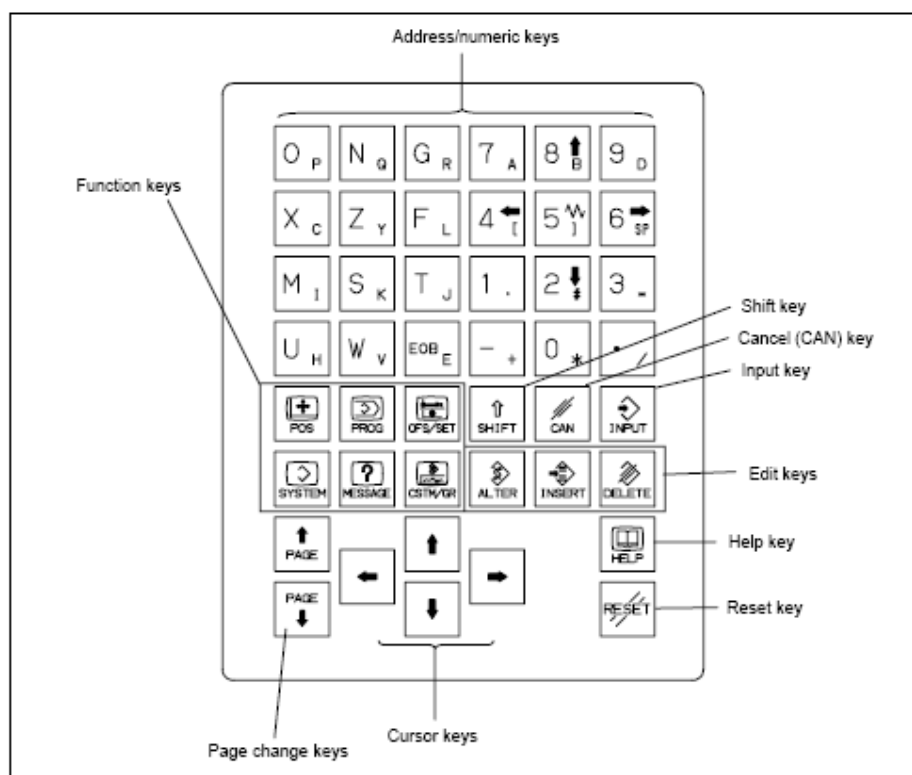 Address/numeric keys
O P N Q G R 7 A 8 B 9 D
Function keys
X C Z Y F L 4 [ 5 ] 6 SP
M I S K T J 1 , 2 # 3 =
Shift key
U H W V EOB E - + 0 * . /
Cancel (CAN) key
Input key
POS PROG OFS/SET SHIFT CAN INPUT
SYSTEM ? MESSAGE CSTM/GR ALTER INSERT DELETE
Edit keys
PAGE HELP
Help key
PAGE RESET
Reset key
Page change keys
Cursor keys